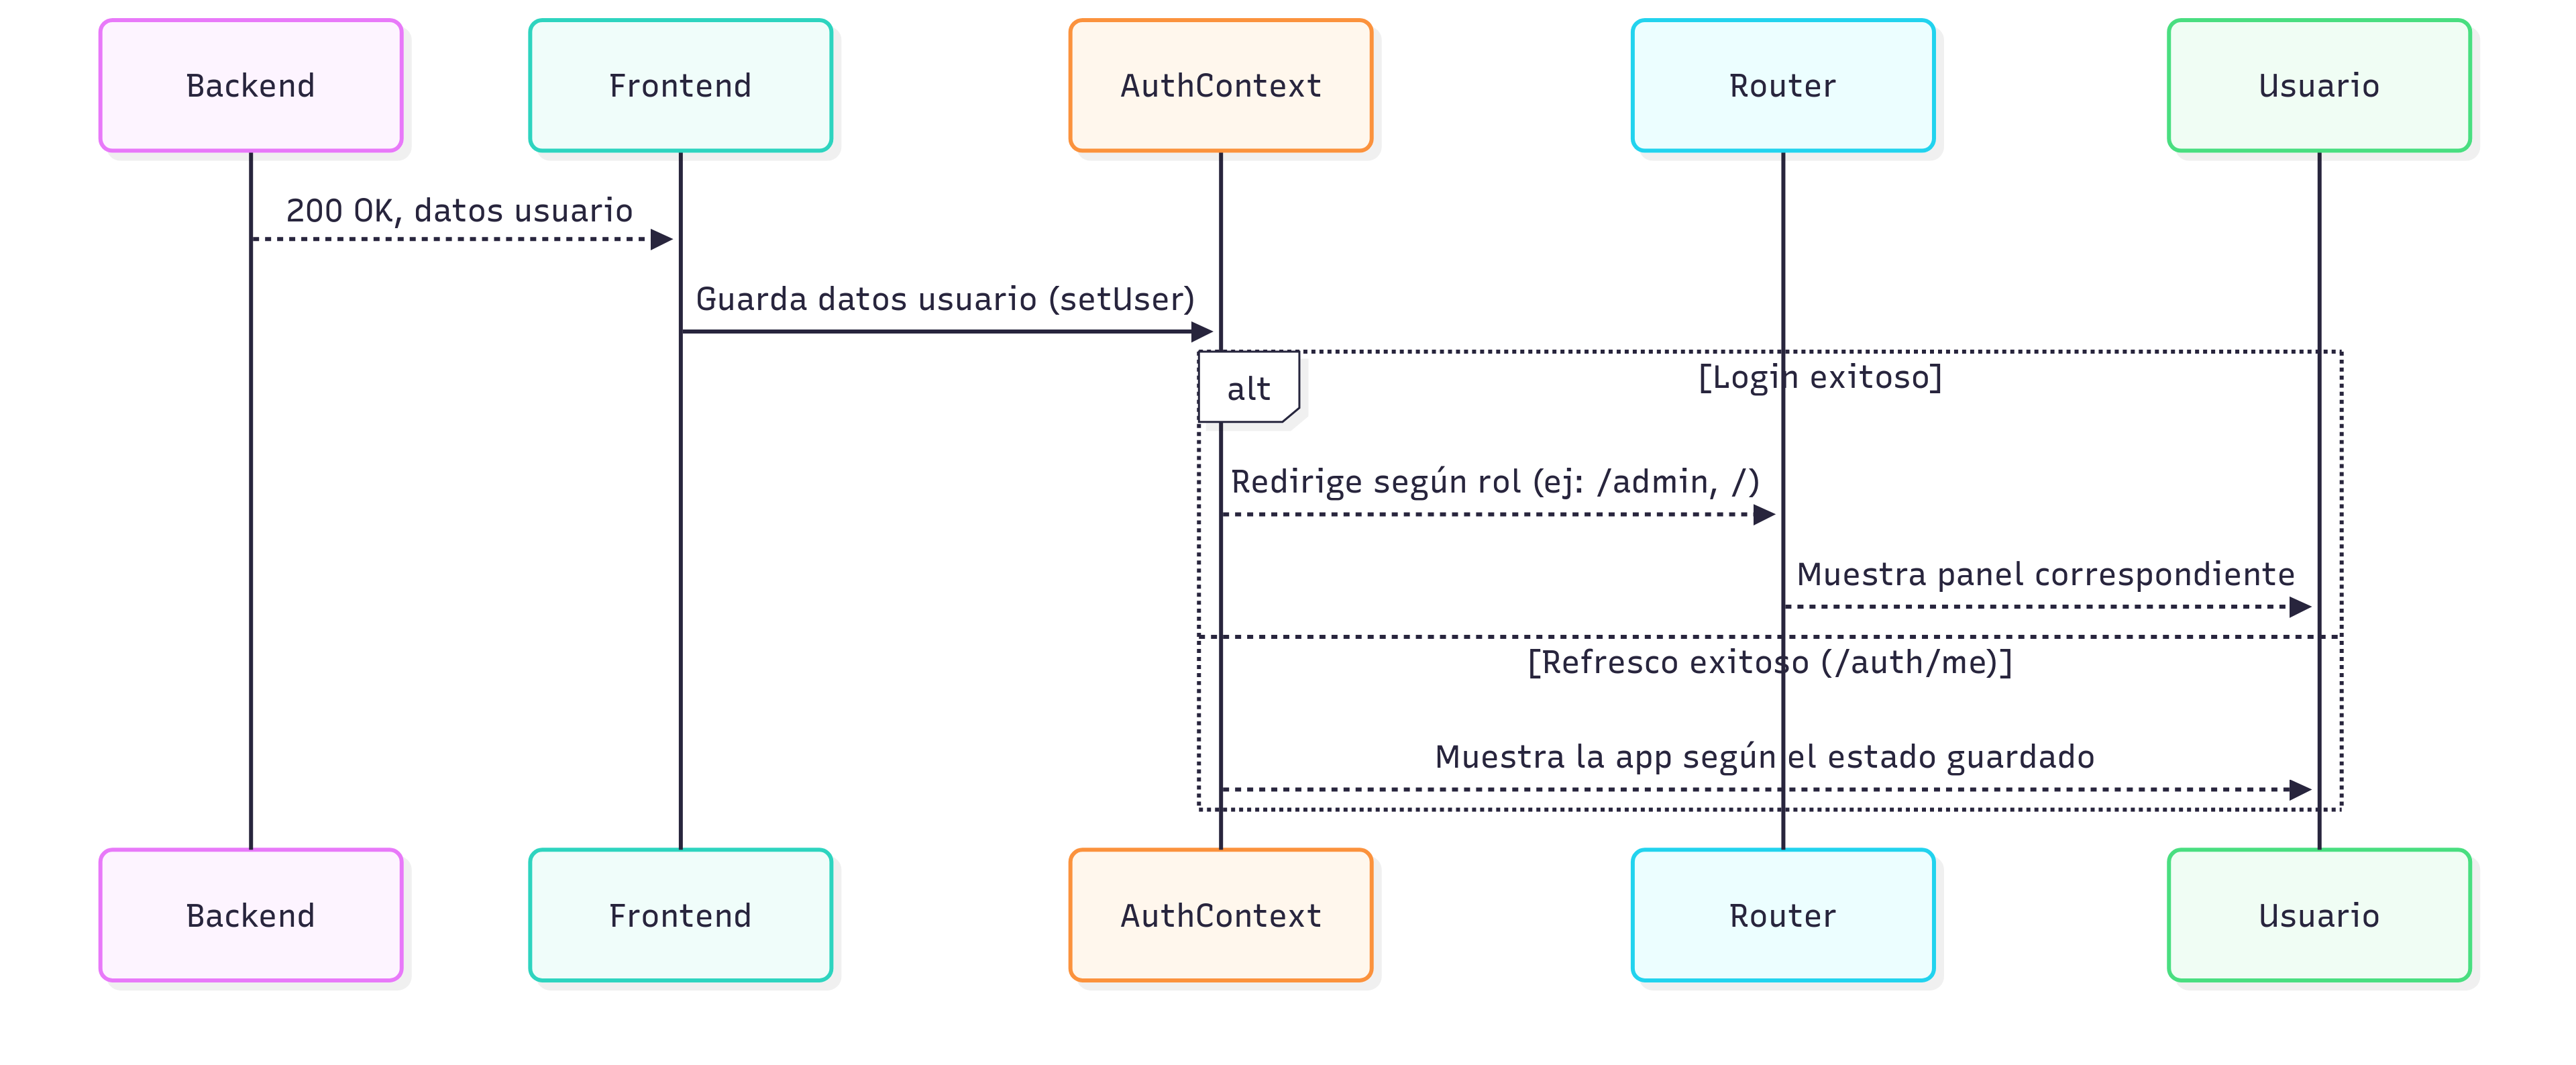 Backend
Frontend
AuthContext
Router
Usuario
200 OK, datos usuario
Guarda datos usuario (setUser)
alt
[Login exitoso]
Redirige según rol (ej: /admin, /)
Muestra panel correspondiente
[Refresco exitoso (/auth/me)]
Muestra la app según el estado guardado
Backend
Frontend
AuthContext
Router
Usuario